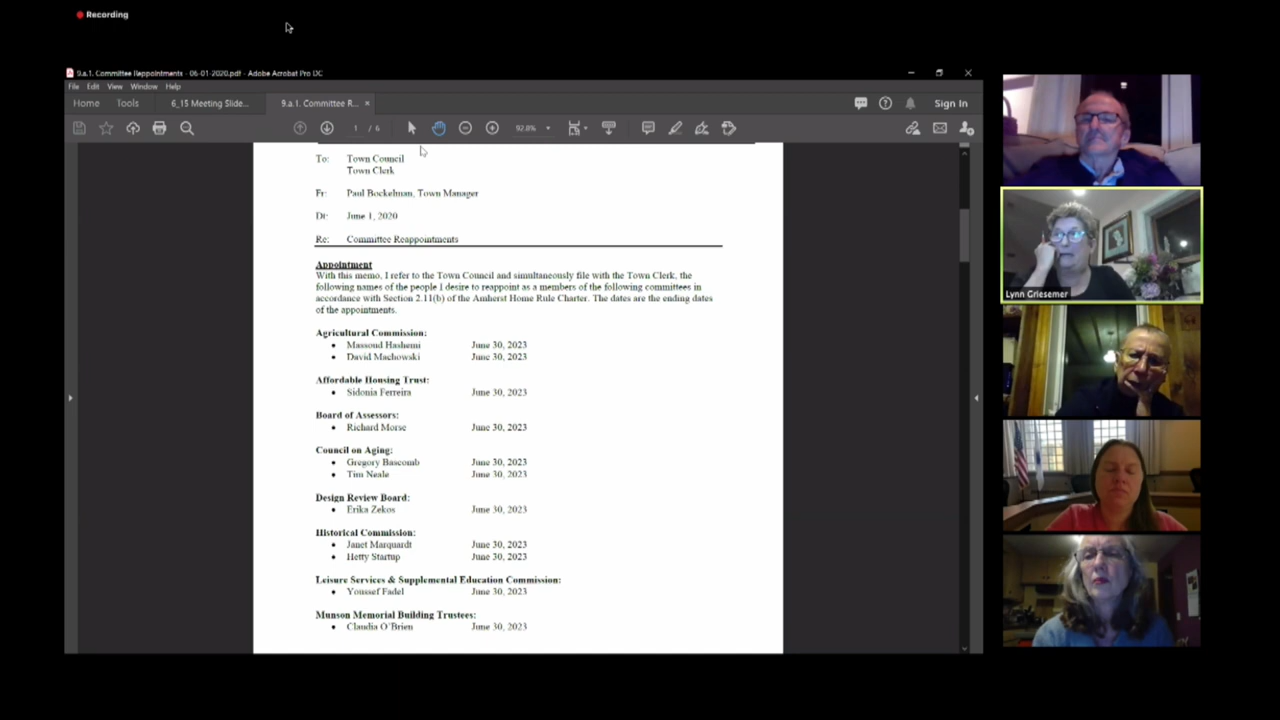 Recording
9.a.1. Committee Reppointments - 06-01-2020.pdf - Adobe Acrobat Pro DC
File Edit View Window Help
Home Tools 6_15 Meeting Slide... 9.a.1. Committee R... × Sign In
1 / 6 92.8%
To: Town Council
Town Clerk
Fr: Paul Bockelman, Town Manager
Dt: June 1, 2020
Re: Committee Reappointments
Appointment
With this memo, I refer to the Town Council and simultaneously file with the Town Clerk, the
following names of the people I desire to reappoint as a members of the following committees in
accordance with Section 2.11(b) of the Amherst Home Rule Charter. The dates are the ending dates
of the appointments.
Agricultural Commission:
• Massoud Hashemi June 30, 2023
• David Machowski June 30, 2023
Affordable Housing Trust:
• Sidonia Ferreira June 30, 2023
Board of Assessors:
• Richard Morse June 30, 2023
Council on Aging:
• Gregory Bascomb June 30, 2023
• Tim Neale June 30, 2023
Design Review Board:
• Erika Zekos June 30, 2023
Historical Commission:
• Janet Marquardt June 30, 2023
• Hetty Startup June 30, 2023
Leisure Services & Supplemental Education Commission:
• Youssef Fadel June 30, 2023
Munson Memorial Building Trustees:
• Claudia O'Brien June 30, 2023
Lynn Griesemer